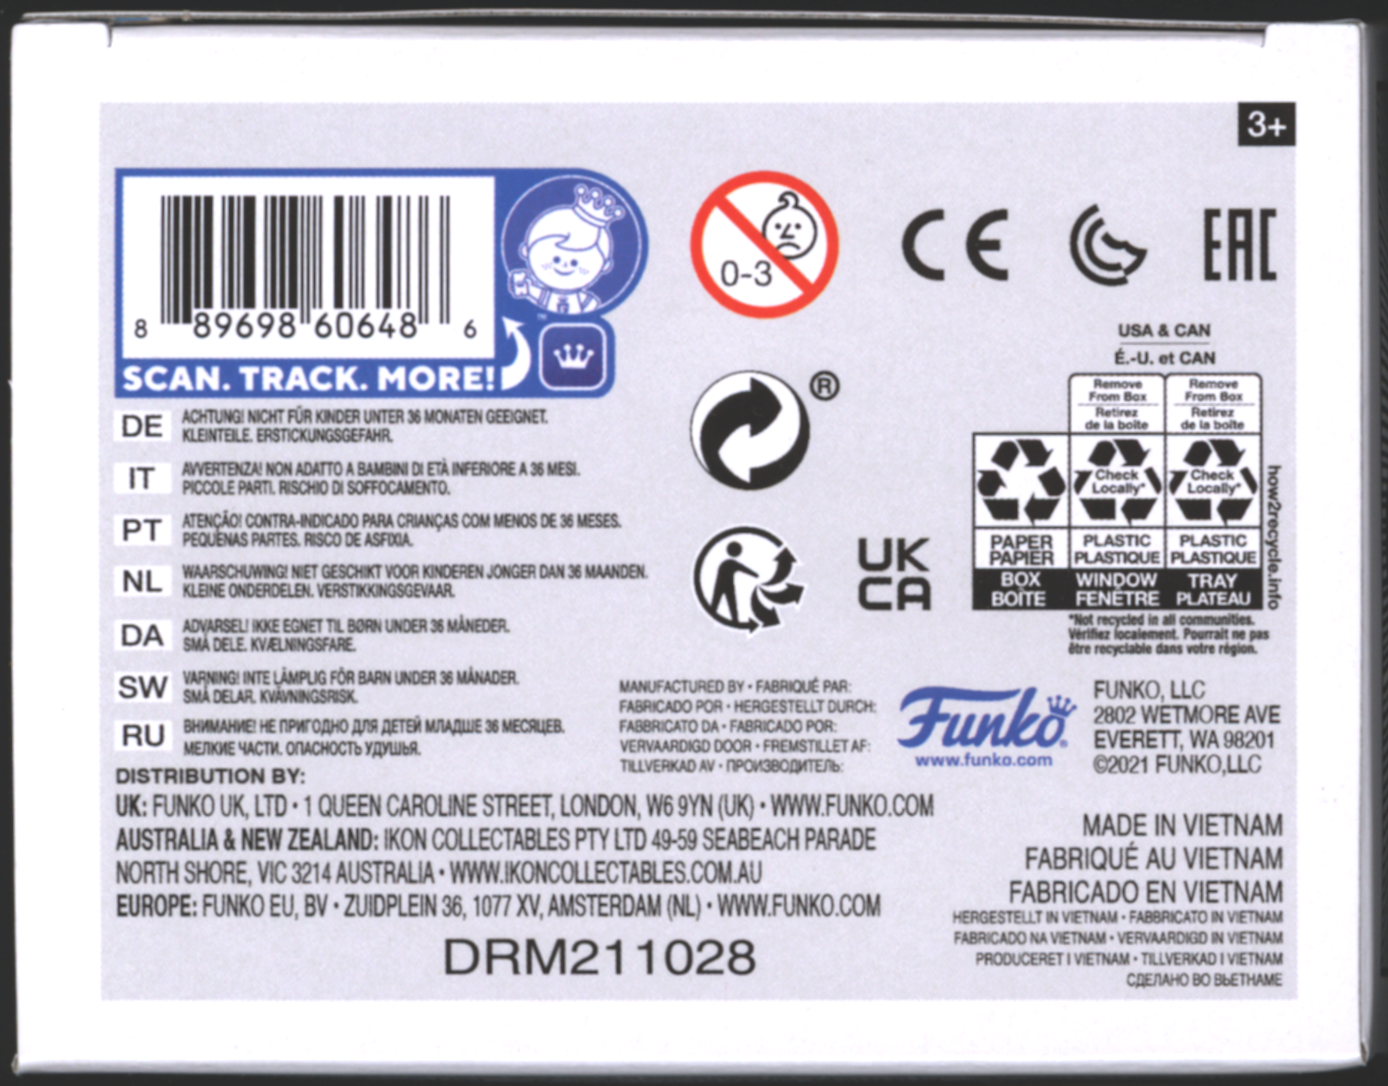 3+
8 89698 60648 6
SCAN. TRACK. MORE!
™
0-3
CE
EAC
®
UK
CA
USA & CAN
É.-U. et CAN
Remove
From Box
Retirez
de la boîte
Remove
From Box
Retirez
de la boîte
Check
Locally*
Check
Locally*
PAPER
PAPIER
PLASTIC
PLASTIQUE
PLASTIC
PLASTIQUE
BOX
BOÎTE
WINDOW
FENÊTRE
TRAY
PLATEAU
how2recycle.info
*Not recycled in all communities.
Vérifiez localement. Pourrait ne pas
être recyclable dans votre région.
DE ACHTUNG! NICHT FÜR KINDER UNTER 36 MONATEN GEEIGNET.
KLEINTEILE. ERSTICKUNGSGEFAHR.
IT AVVERTENZA! NON ADATTO A BAMBINI DI ETÀ INFERIORE A 36 MESI.
PICCOLE PARTI. RISCHIO DI SOFFOCAMENTO.
PT ATENÇÃO! CONTRA-INDICADO PARA CRIANÇAS COM MENOS DE 36 MESES.
PEQUENAS PARTES. RISCO DE ASFIXIA.
NL WAARSCHUWING! NIET GESCHIKT VOOR KINDEREN JONGER DAN 36 MAANDEN.
KLEINE ONDERDELEN. VERSTIKKINGSGEVAAR.
DA ADVARSEL! IKKE EGNET TIL BØRN UNDER 36 MÅNEDER.
SMÅ DELE. KVÆLNINGSFARE.
SW VARNING! INTE LÄMPLIG FÖR BARN UNDER 36 MÅNADER.
SMÅ DELAR. KVÄVNINGSRISK.
RU ВНИМАНИЕ! НЕ ПРИГОДНО ДЛЯ ДЕТЕЙ МЛАДШЕ 36 МЕСЯЦЕВ.
МЕЛКИЕ ЧАСТИ. ОПАСНОСТЬ УДУШЬЯ.
MANUFACTURED BY • FABRIQUÉ PAR:
FABRICADO POR • HERGESTELLT DURCH:
FABBRICATO DA • FABRICADO POR:
VERVAARDIGD DOOR • FREMSTILLET AF:
TILLVERKAD AV • ПРОИЗВОДИТЕЛЬ:
Funko®
www.funko.com
FUNKO, LLC
2802 WETMORE AVE
EVERETT, WA 98201
©2021 FUNKO,LLC
DISTRIBUTION BY:
UK: FUNKO UK, LTD • 1 QUEEN CAROLINE STREET, LONDON, W6 9YN (UK) • WWW.FUNKO.COM
AUSTRALIA & NEW ZEALAND: IKON COLLECTABLES PTY LTD 49-59 SEABEACH PARADE
NORTH SHORE, VIC 3214 AUSTRALIA • WWW.IKONCOLLECTABLES.COM.AU
EUROPE: FUNKO EU, BV • ZUIDPLEIN 36, 1077 XV, AMSTERDAM (NL) • WWW.FUNKO.COM
DRM211028
MADE IN VIETNAM
FABRIQUÉ AU VIETNAM
FABRICADO EN VIETNAM
HERGESTELLT IN VIETNAM • FABBRICATO IN VIETNAM
FABRICADO NA VIETNAM • VERVAARDIGD IN VIETNAM
PRODUCERET I VIETNAM • TILLVERKAD I VIETNAM
СДЕЛАНО ВО ВЬЕТНАМЕ